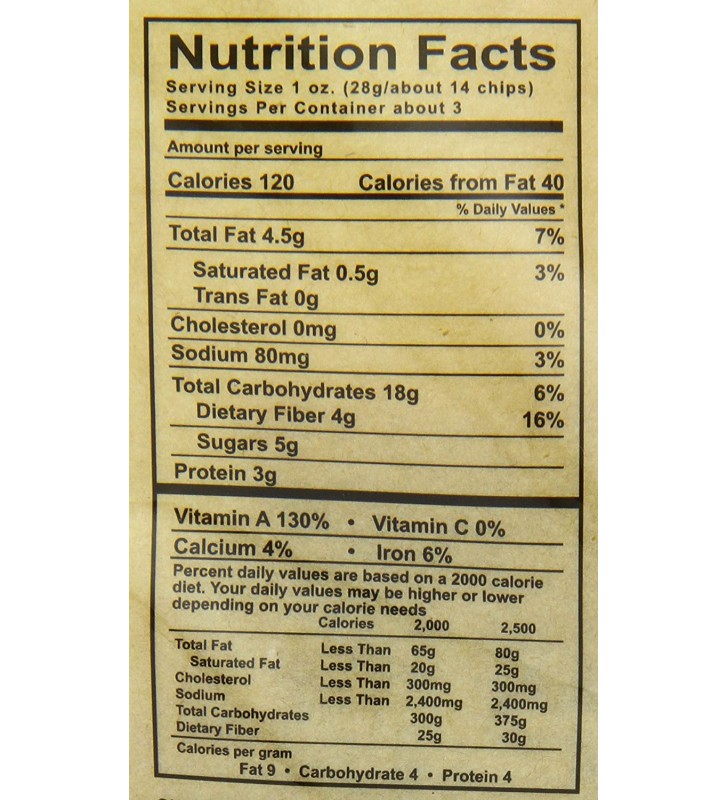 Nutrition Facts
Serving Size 1 oz. (28g/about 14 chips)
Servings Per Container about 3
Amount per serving
Calories 120 Calories from Fat 40
% Daily Values *
Total Fat 4.5g 7%
Saturated Fat 0.5g 3%
Trans Fat 0g
Cholesterol 0mg 0%
Sodium 80mg 3%
Total Carbohydrates 18g 6%
Dietary Fiber 4g 16%
Sugars 5g
Protein 3g
Vitamin A 130% • Vitamin C 0%
Calcium 4% • Iron 6%
Percent daily values are based on a 2000 calorie
diet. Your daily values may be higher or lower
depending on your calorie needs
Calories 2,000 2,500
Total Fat Less Than 65g 80g
Saturated Fat Less Than 20g 25g
Cholesterol Less Than 300mg 300mg
Sodium Less Than 2,400mg 2,400mg
Total Carbohydrates 300g 375g
Dietary Fiber 25g 30g
Calories per gram
Fat 9 • Carbohydrate 4 • Protein 4